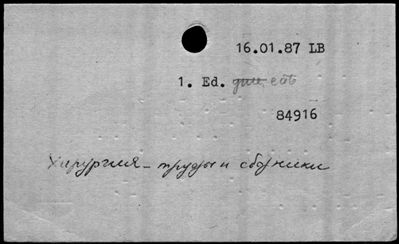 16.01.87 LB
1. Ed.
84916
Хирургия - труды и сборники